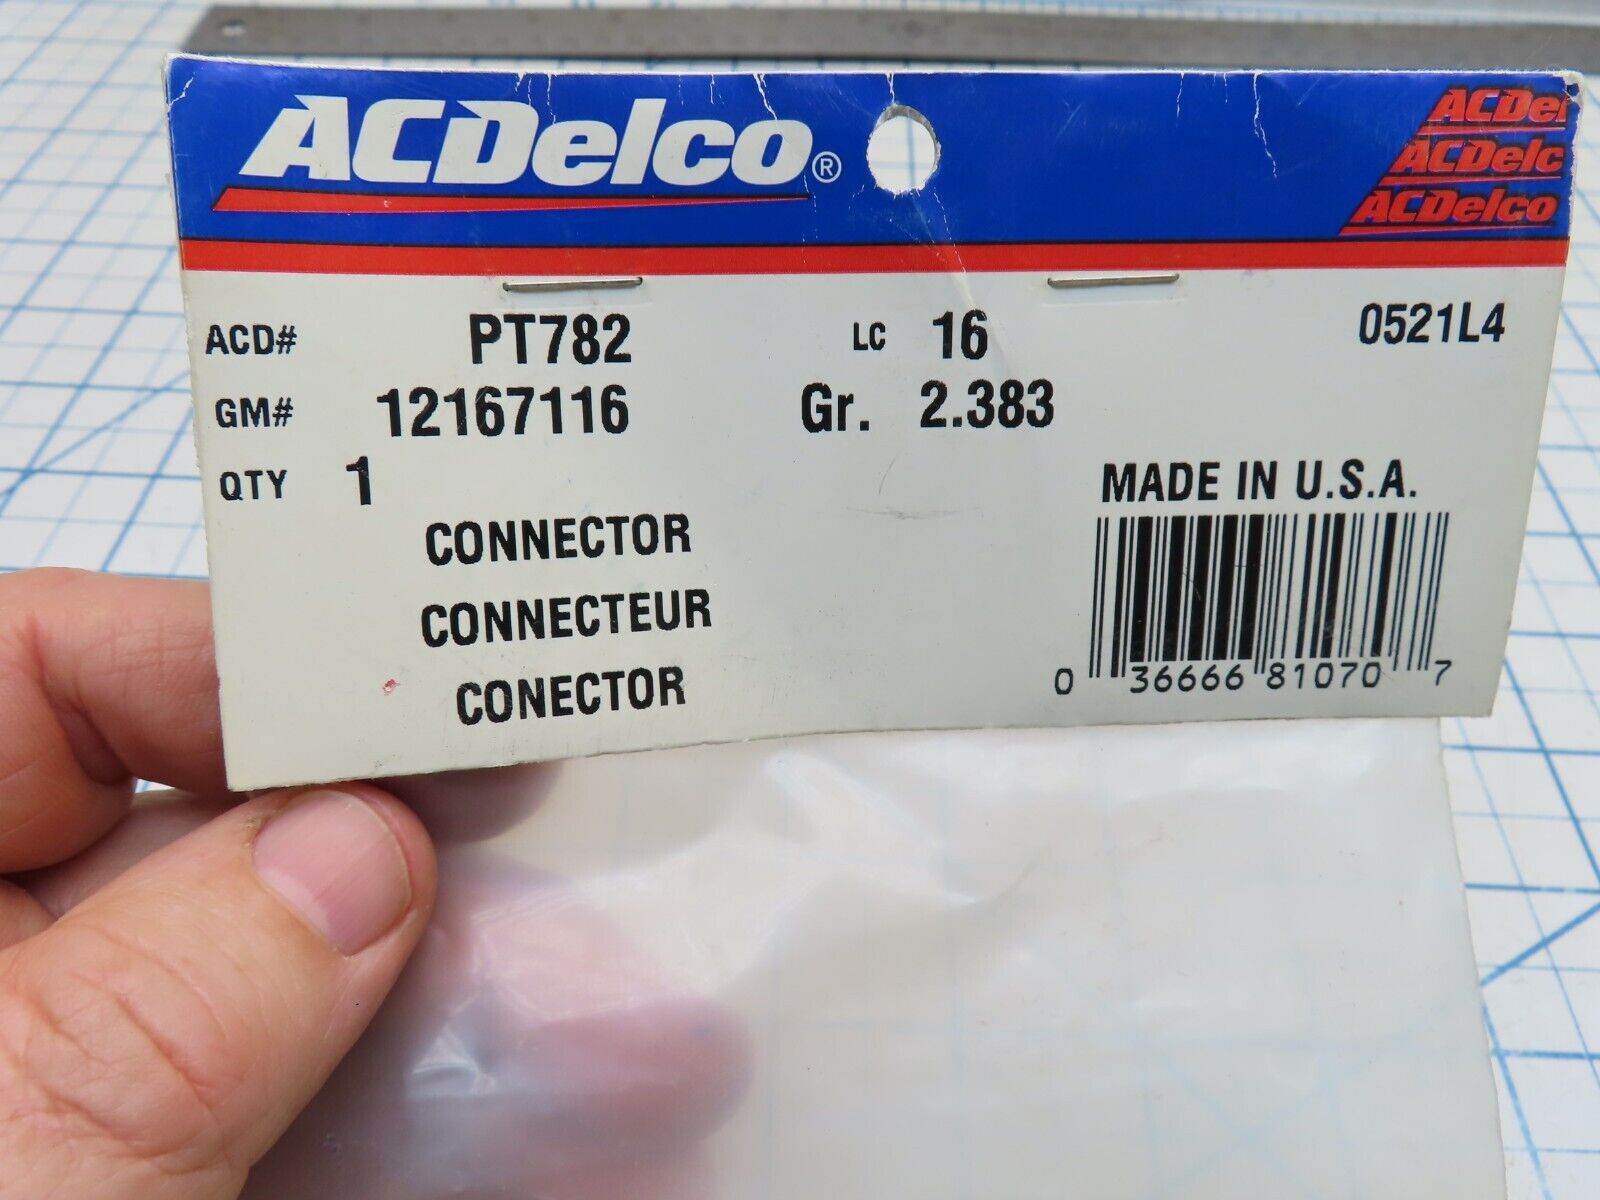 ACDelco®
ACDel
ACDelc
ACDelco
ACD# PT782 LC 16 0521L4
GM# 12167116 Gr. 2.383
QTY 1
MADE IN U.S.A.
CONNECTOR
CONNECTEUR
CONECTOR
0 36666 81070 7